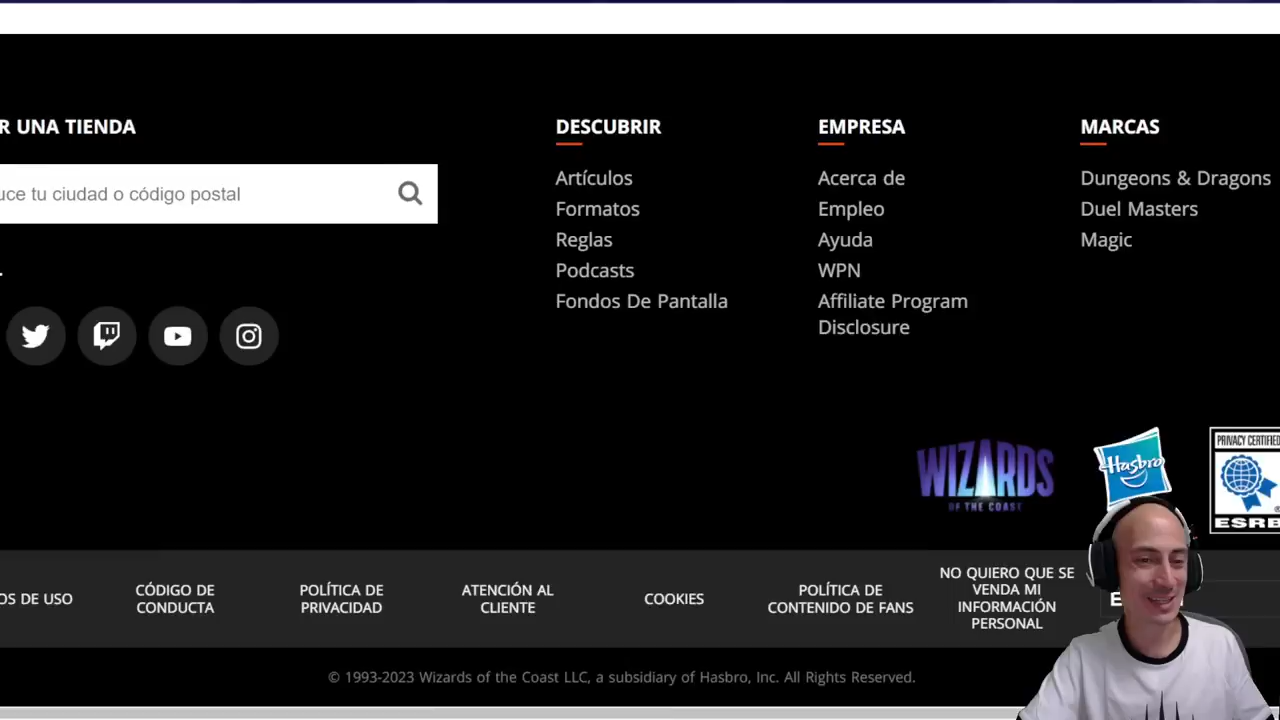 R UNA TIENDA
uce tu ciudad o código postal
DESCUBRIR
Artículos
Formatos
Reglas
Podcasts
Fondos De Pantalla
EMPRESA
Acerca de
Empleo
Ayuda
WPN
Affiliate Program
Disclosure
MARCAS
Dungeons & Dragons
Duel Masters
Magic
WIZARDS
OF THE COAST
Hasbro
PRIVACY CERTIFIED
ESRB
OS DE USO
CÓDIGO DE
CONDUCTA
POLÍTICA DE
PRIVACIDAD
ATENCIÓN AL
CLIENTE
COOKIES
POLÍTICA DE
CONTENIDO DE FANS
NO QUIERO QUE SE
VENDA MI
INFORMACIÓN
PERSONAL
© 1993-2023 Wizards of the Coast LLC, a subsidiary of Hasbro, Inc. All Rights Reserved.